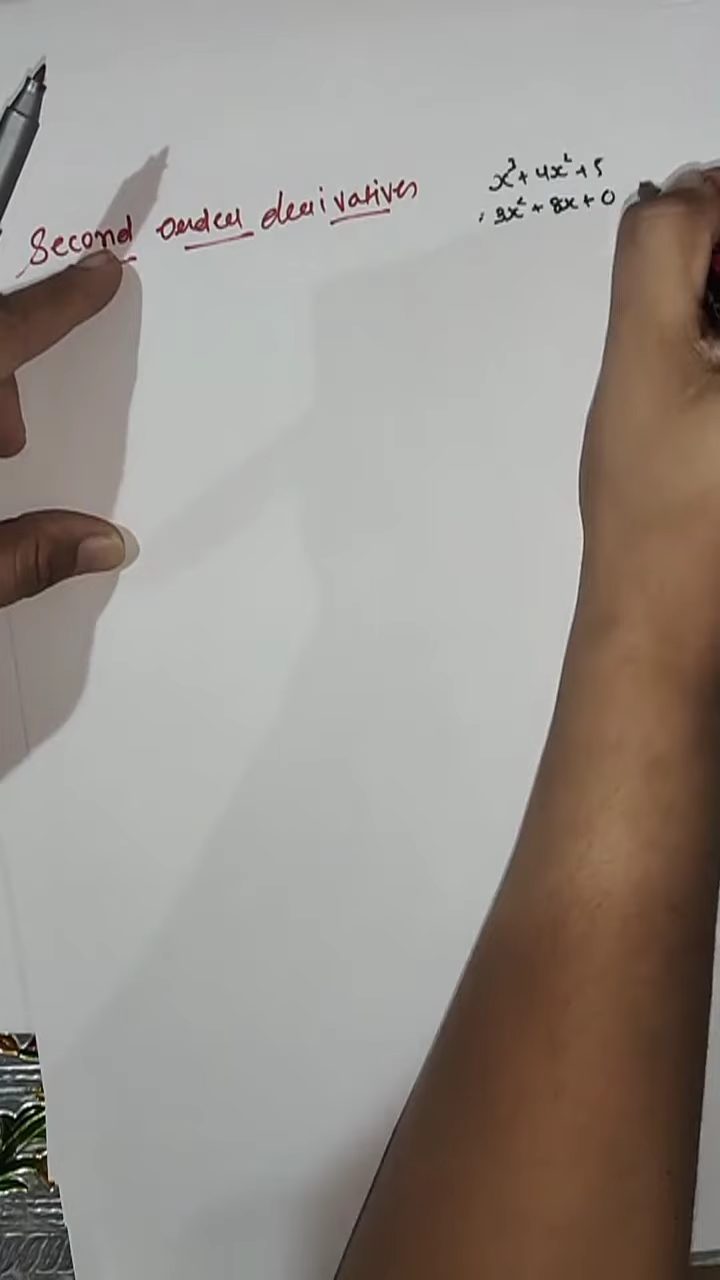 Second order derivatives
x³ + 4x² + 5
: 3x² + 8x + 0